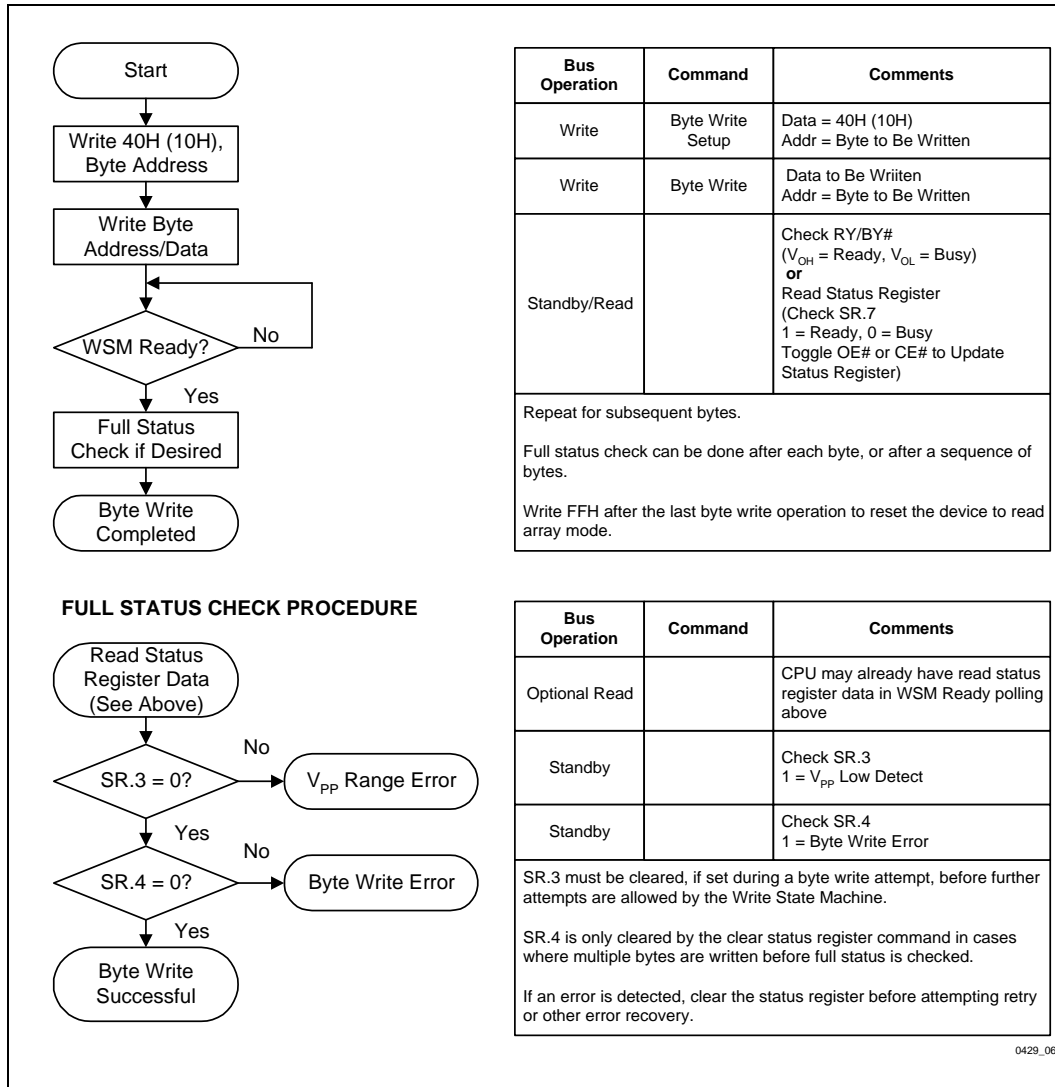 Start
Write 40H (10H),
Byte Address
Write Byte
Address/Data
WSM Ready?
No
Yes
Full Status
Check if Desired
Byte Write
Completed
Bus
Operation
Command
Comments
Write
Byte Write
Setup
Data = 40H (10H)
Addr = Byte to Be Written
Write
Byte Write
Data to Be Wriiten
Addr = Byte to Be Written
Standby/Read
Check RY/BY#
(VOH = Ready, VOL = Busy)
or
Read Status Register
(Check SR.7
1 = Ready, 0 = Busy
Toggle OE# or CE# to Update
Status Register)
Repeat for subsequent bytes.
Full status check can be done after each byte, or after a sequence of
bytes.
Write FFH after the last byte write operation to reset the device to read
array mode.
FULL STATUS CHECK PROCEDURE
Read Status
Register Data
(See Above)
SR.3 = 0?
No
VPP Range Error
Yes
SR.4 = 0?
No
Byte Write Error
Yes
Byte Write
Successful
Bus
Operation
Command
Comments
Optional Read
CPU may already have read status
register data in WSM Ready polling
above
Standby
Check SR.3
1 = VPP Low Detect
Standby
Check SR.4
1 = Byte Write Error
SR.3 must be cleared, if set during a byte write attempt, before further
attempts are allowed by the Write State Machine.
SR.4 is only cleared by the clear status register command in cases
where multiple bytes are written before full status is checked.
If an error is detected, clear the status register before attempting retry
or other error recovery.
0429_06